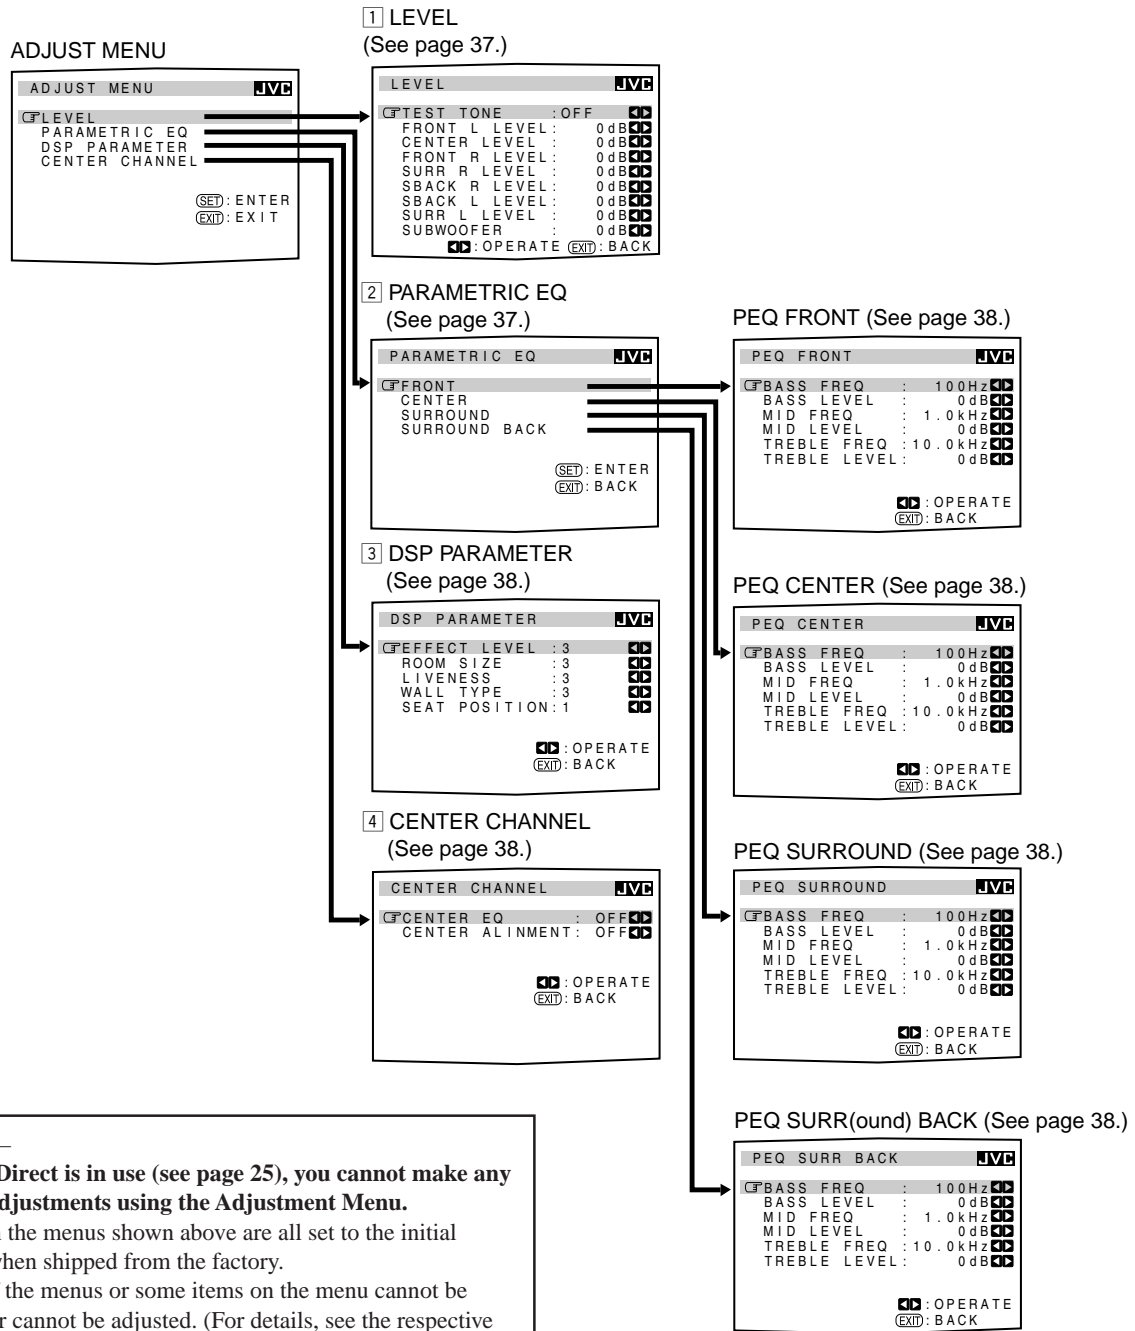 ADJUST MENU
ADJUST MENU JVC
LEVEL
PARAMETRIC EQ
DSP PARAMETER
CENTER CHANNEL
SET : ENTER
EXIT : EXIT
1 LEVEL
(See page 37.)
LEVEL JVC
TEST TONE :OFF
FRONT L LEVEL: 0dB
CENTER LEVEL : 0dB
FRONT R LEVEL: 0dB
SURR R LEVEL : 0dB
SBACK R LEVEL: 0dB
SBACK L LEVEL: 0dB
SURR L LEVEL : 0dB
SUBWOOFER : 0dB
: OPERATE EXIT : BACK
2 PARAMETRIC EQ
(See page 37.)
PARAMETRIC EQ JVC
FRONT
CENTER
SURROUND
SURROUND BACK
SET : ENTER
EXIT : BACK
3 DSP PARAMETER
(See page 38.)
DSP PARAMETER JVC
EFFECT LEVEL :3
ROOM SIZE :3
LIVENESS :3
WALL TYPE :3
SEAT POSITION:1
: OPERATE
EXIT : BACK
4 CENTER CHANNEL
(See page 38.)
CENTER CHANNEL JVC
CENTER EQ : OFF
CENTER ALINMENT: OFF
: OPERATE
EXIT : BACK
PEQ FRONT (See page 38.)
PEQ FRONT JVC
BASS FREQ : 100Hz
BASS LEVEL : 0dB
MID FREQ : 1.0kHz
MID LEVEL : 0dB
TREBLE FREQ :10.0kHz
TREBLE LEVEL: 0dB
: OPERATE
EXIT : BACK
PEQ CENTER (See page 38.)
PEQ CENTER JVC
BASS FREQ : 100Hz
BASS LEVEL : 0dB
MID FREQ : 1.0kHz
MID LEVEL : 0dB
TREBLE FREQ :10.0kHz
TREBLE LEVEL: 0dB
: OPERATE
EXIT : BACK
PEQ SURROUND (See page 38.)
PEQ SURROUND JVC
BASS FREQ : 100Hz
BASS LEVEL : 0dB
MID FREQ : 1.0kHz
MID LEVEL : 0dB
TREBLE FREQ :10.0kHz
TREBLE LEVEL: 0dB
: OPERATE
EXIT : BACK
PEQ SURR(ound) BACK (See page 38.)
PEQ SURR BACK JVC
BASS FREQ : 100Hz
BASS LEVEL : 0dB
MID FREQ : 1.0kHz
MID LEVEL : 0dB
TREBLE FREQ :10.0kHz
TREBLE LEVEL: 0dB
: OPERATE
EXIT : BACK
—
Direct is in use (see page 25), you cannot make any
djustments using the Adjustment Menu.
the menus shown above are all set to the initial
when shipped from the factory.
the menus or some items on the menu cannot be
r cannot be adjusted. (For details, see the respective